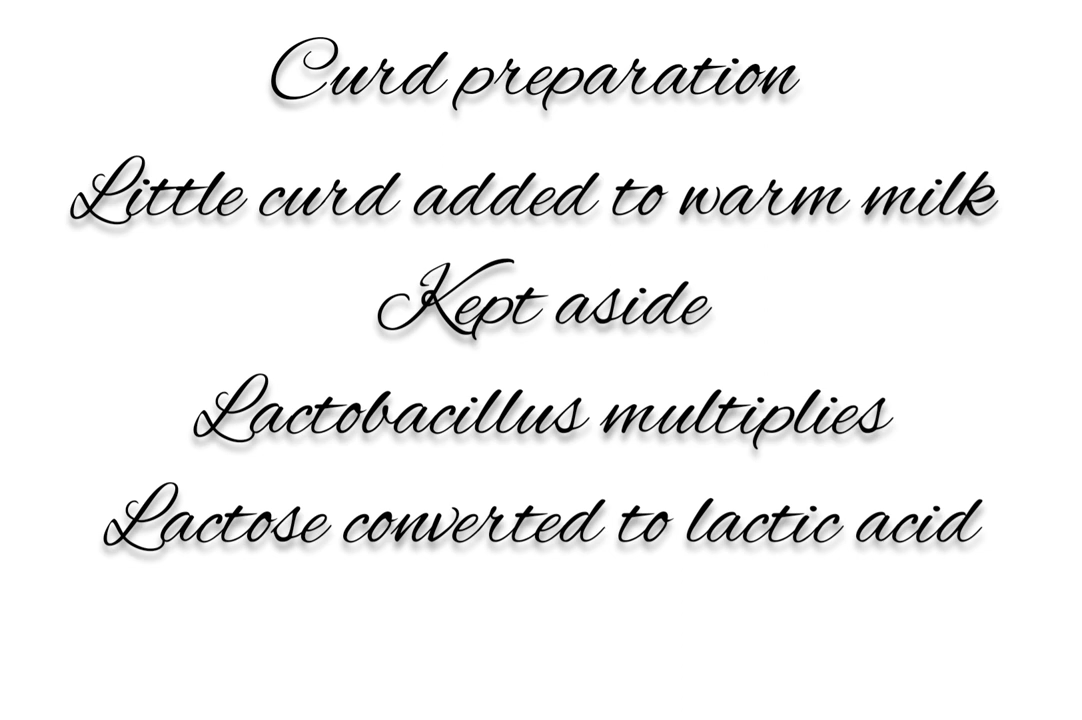 Curd preparation
Little curd added to warm milk
Kept aside
Lactobacillus multiplies
Lactose converted to lactic acid